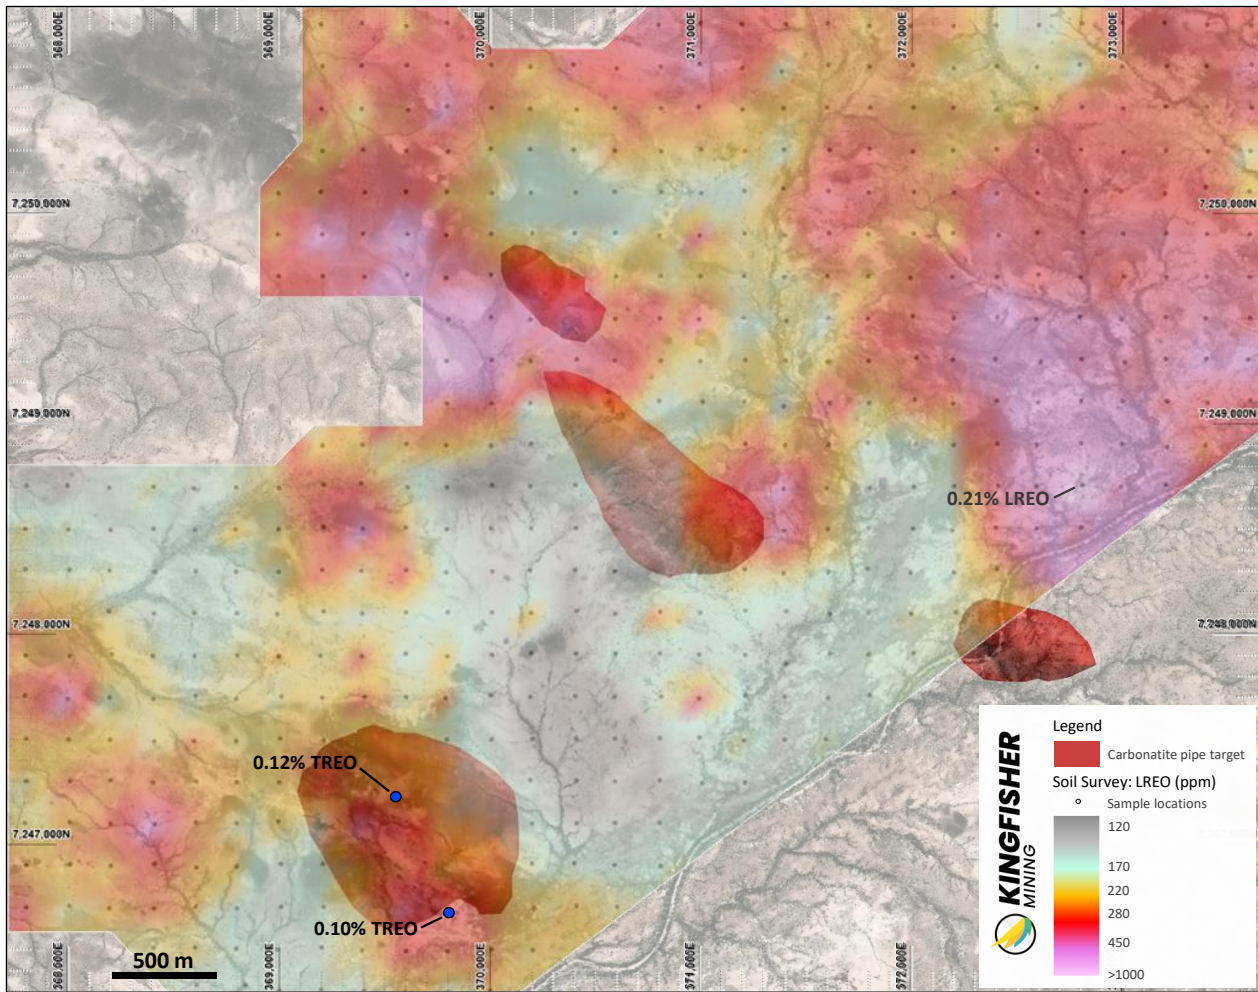 368,000E
369,000E
370,000E
371,000E
372,000E
373,000E
7,250,000N
7,250,000N
7,249,000N
7,249,000N
0.21% LREO
7,248,000N
7,248,000N
0.12% TREO
7,247,000N
0.10% TREO
500 m
368,000E
369,000E
370,000E
371,000E
372,000E
KINGFISHER
MINING
Legend
Carbonatite pipe target
Soil Survey: LREO (ppm)
Sample locations
120
170
220
280
450
>1000